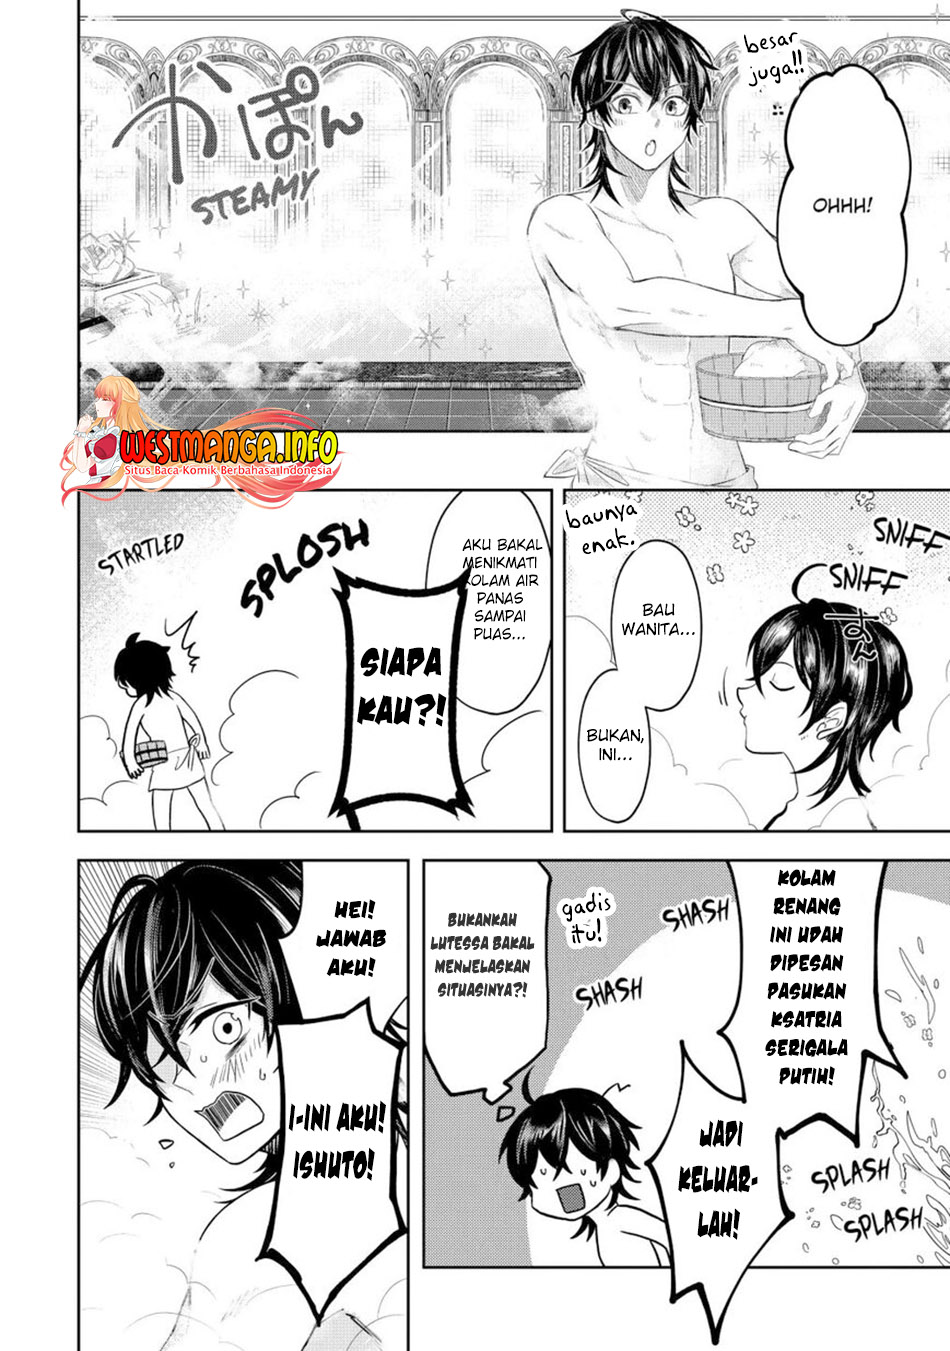 besar
juga!!
OHHH!
かぽん
STEAMY
WESTMANGA.INFO
Situs Baca Komik Berbahasa Indonesia
SNIFF
SNIFF
すん
baunya
enak.
BAU
WANITA...
BUKAN,
INI...
AKU BAKAL
MENIKMATI
KOLAM AIR
PANAS
SAMPAI
PUAS...
SIAPA
KAU?!
SPLOSH
STARTLED
KOLAM
RENANG
INI UDAH
DIPESAN
PASUKAN
KSATRIA
SERIGALA
PUTIH!
JADI
KELUAR-
LAH!
SPLASH
SPLASH
SHASH
SHASH
gadis
itu!
BUKANKAH
LUTESSA BAKAL
MENJELASKAN
SITUASINYA?!
HEI!
JAWAB
AKU!
I-INI AKU!
ISHUTO!